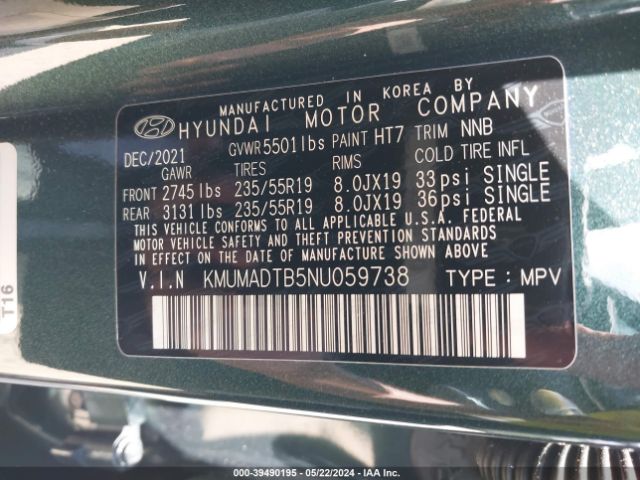 MANUFACTURED IN KOREA BY
HYUNDAI MOTOR COMPANY
DEC/2021 GVWR 5501 lbs PAINT HT7 TRIM NNB
GAWR TIRES RIMS COLD TIRE INFL
FRONT 2745 lbs 235/55R19 8.0JX19 33psi SINGLE
REAR 3131 lbs 235/55R19 8.0JX19 36psi SINGLE
THIS VEHICLE CONFORMS TO ALL APPLICABLE U.S.A. FEDERAL
MOTOR VEHICLE SAFETY AND THEFT PREVENTION STANDARDS
IN EFFECT ON THE DATE OF MANUFACTURE SHOWN ABOVE
V.I.N KMUMADTB5NU059738 TYPE : MPV
T16
000-39490195 - 05/22/2024 - IAA Inc.